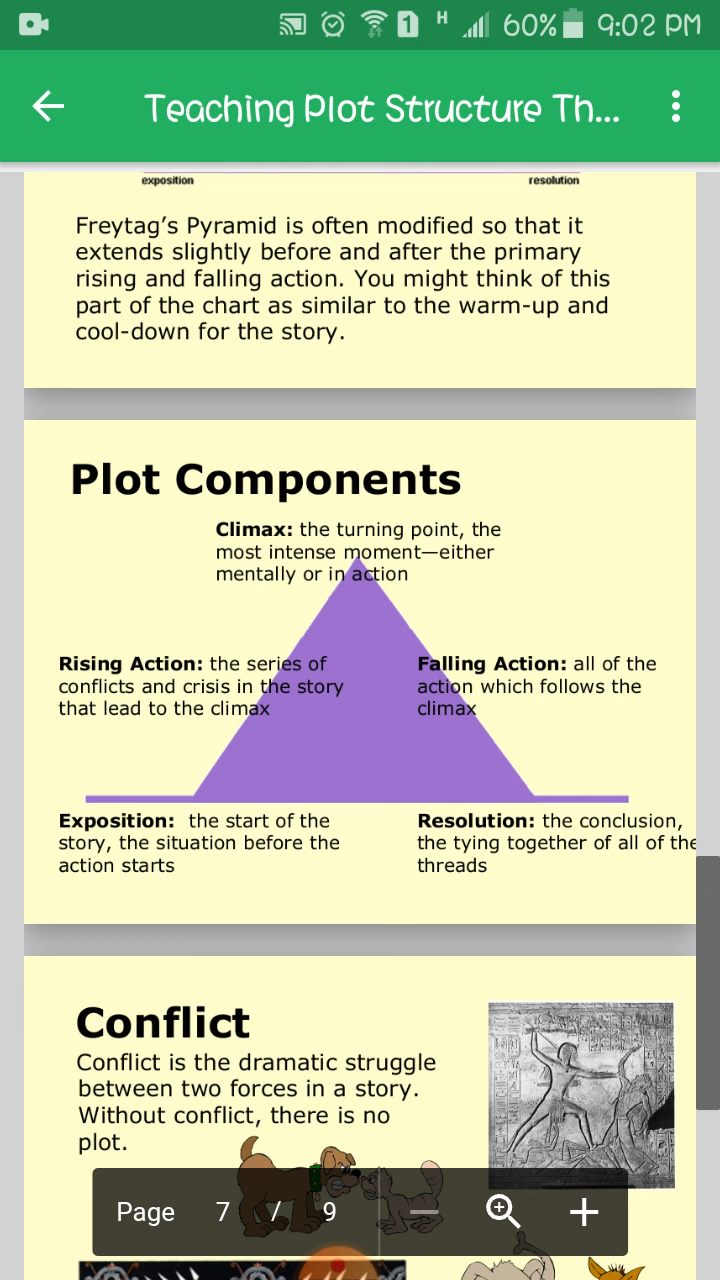 1 H 60% 9:02 PM
Teaching Plot Structure Th...
exposition resolution
Freytag’s Pyramid is often modified so that it
extends slightly before and after the primary
rising and falling action. You might think of this
part of the chart as similar to the warm-up and
cool-down for the story.
Plot Components
Climax: the turning point, the
most intense moment—either
mentally or in action
Rising Action: the series of
conflicts and crisis in the story
that lead to the climax
Falling Action: all of the
action which follows the
climax
Exposition: the start of the
story, the situation before the
action starts
Resolution: the conclusion,
the tying together of all of the
threads
Conflict
Conflict is the dramatic struggle
between two forces in a story.
Without conflict, there is no
plot.
Page 7 / 9